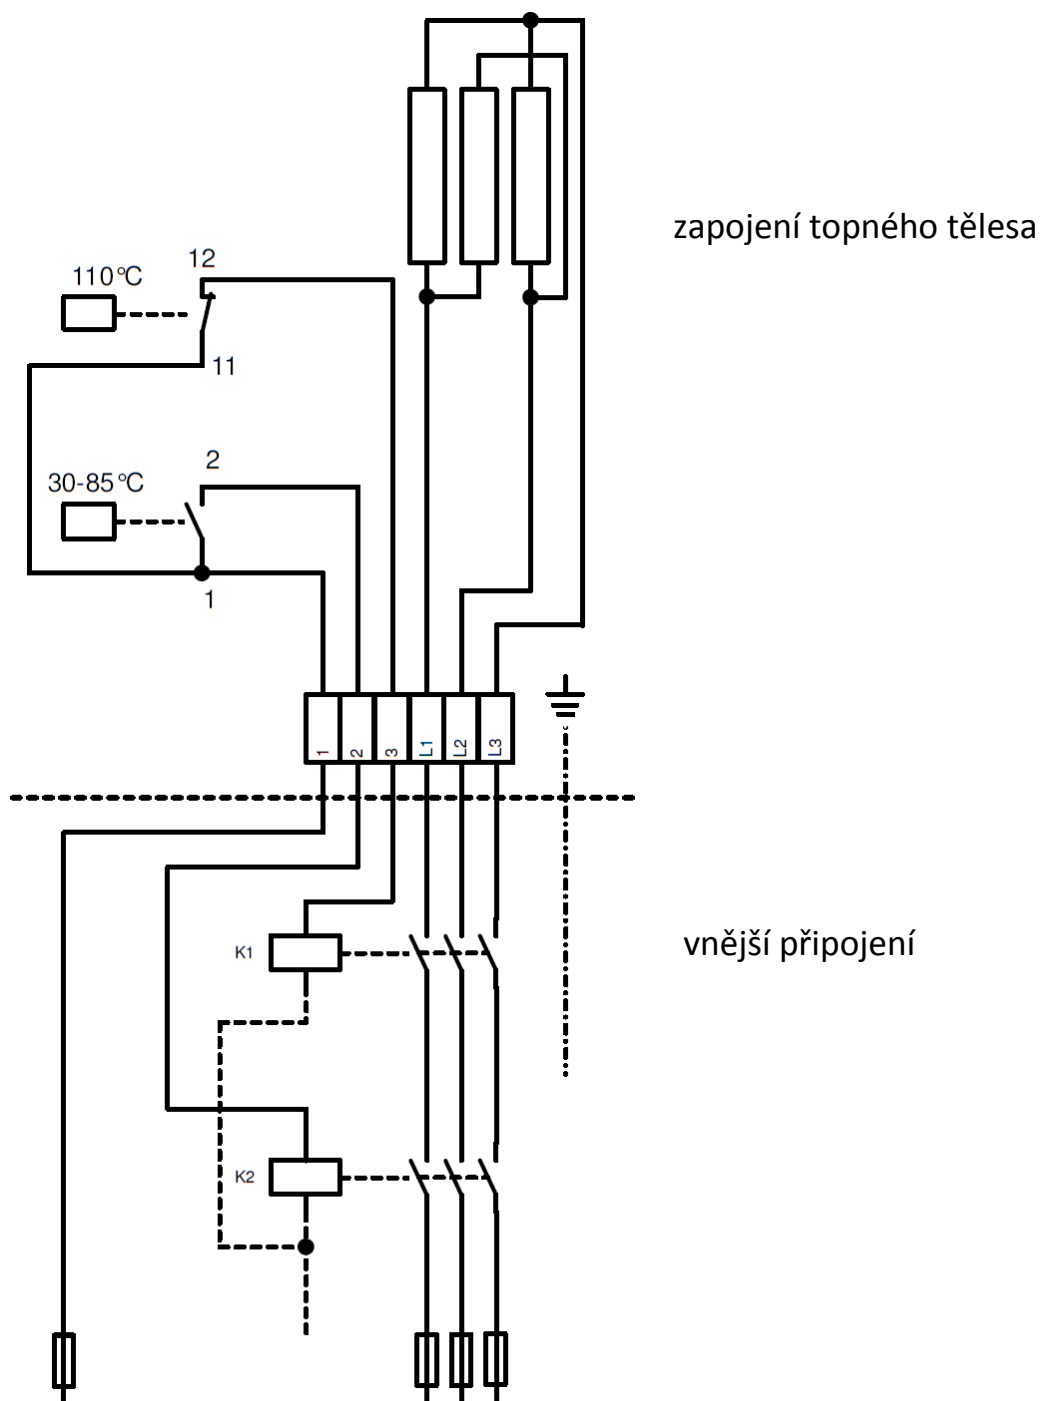 zapojení topného tělesa
12
110°C
11
2
30-85°C
1
1
2
3
L1
L2
L3
K1
vnější připojení
K2